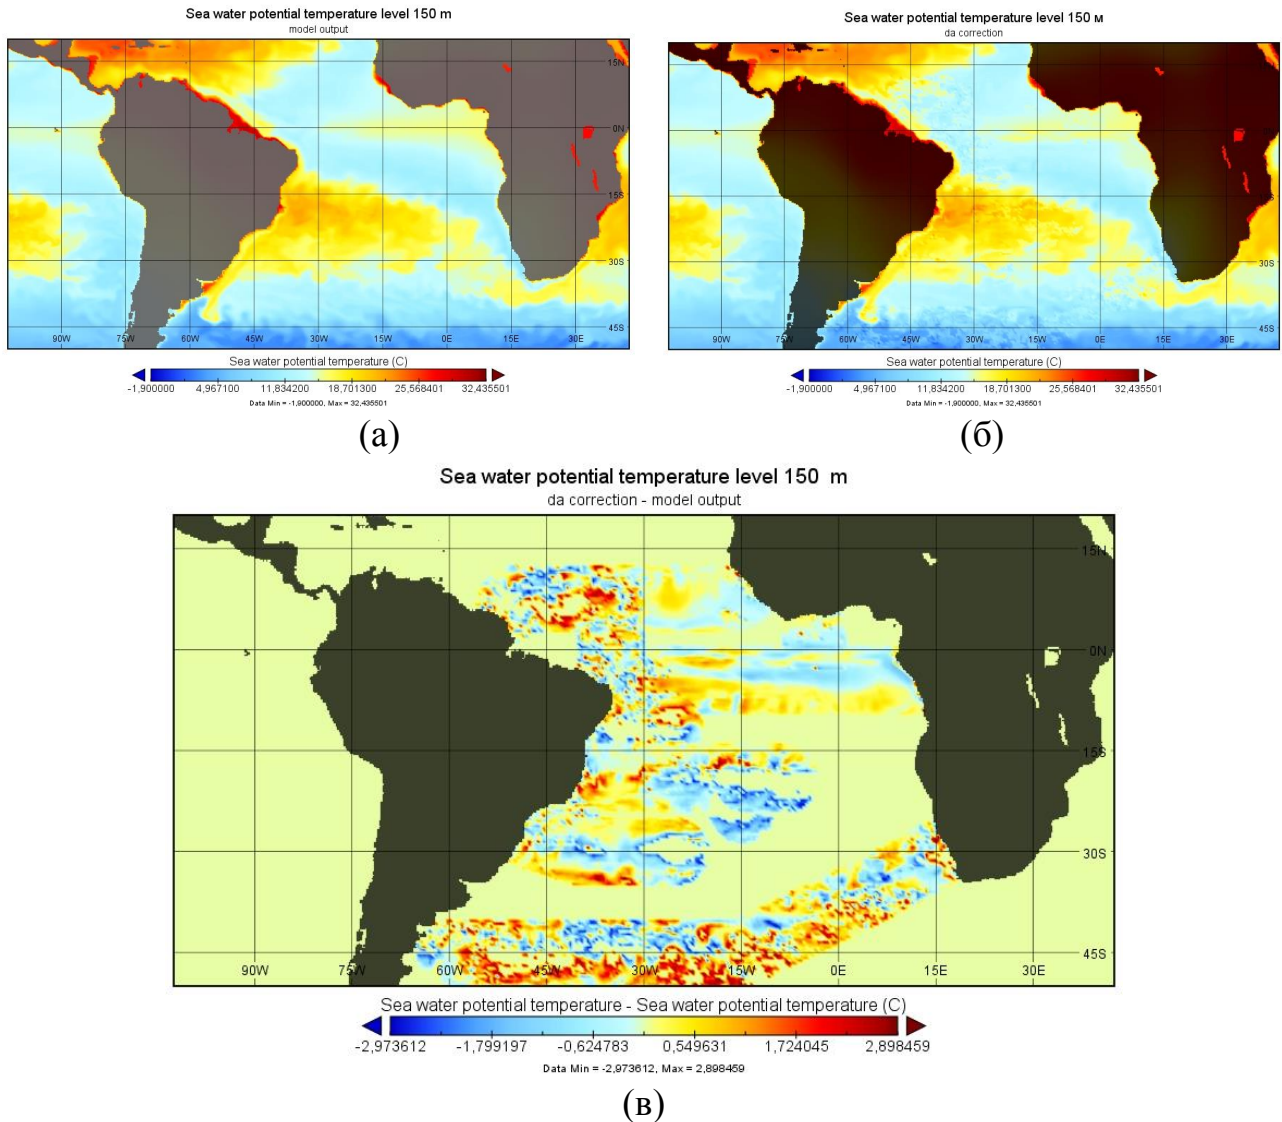 Sea water potential temperature level 150 m
model output
15N
0N
15S
30S
45S
90W 75W 60W 45W 30W 15W 0E 15E 30E
Sea water potential temperature (C)
-1,900000 4,967100 11,834200 18,701300 25,568401 32,435501
Data Min = -1,900000, Max = 32,435501
(а)
Sea water potential temperature level 150 м
da correction
15N
0N
15S
30S
45S
90W 75W 60W 45W 30W 15W 0E 15E 30E
Sea water potential temperature (C)
-1,900000 4,967100 11,834200 18,701300 25,568401 32,435501
Data Min = -1,900000, Max = 32,435501
(б)
Sea water potential temperature level 150 m
da correction - model output
15N
0N
15S
30S
45S
90W 75W 60W 45W 30W 15W 0E 15E 30E
Sea water potential temperature - Sea water potential temperature (C)
-2,973612 -1,799197 -0,624783 0,549631 1,724045 2,898459
Data Min = -2,973612, Max = 2,898459
(в)